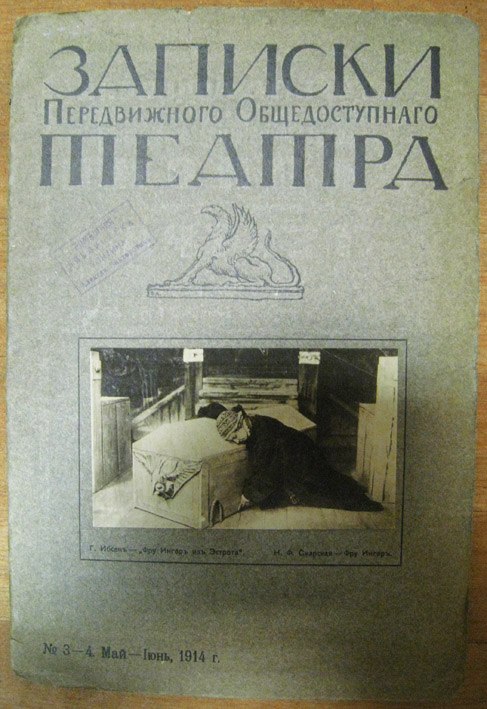 ЗАПИСКИ
Передвижного Общедоступнаго
ТЕАТРА
Г. Ибсенъ — „Фру Ингеръ изъ Эстрота". Н. Ф. Скарская — Фру Ингеръ.
№ 3—4. Май—Іюнь, 1914 г.